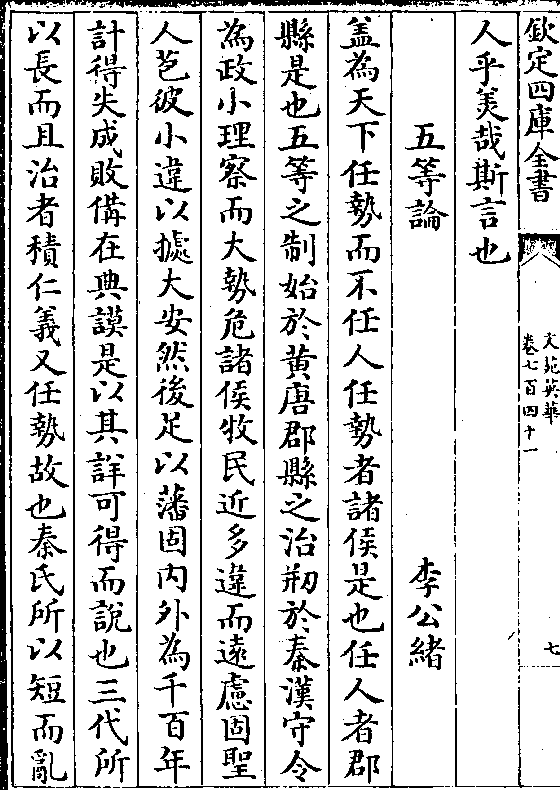 欽定四庫全書
文苑英華
卷七百四十一
七
人乎美哉斯言也
五等論 李公緒
盖為天下任勢而不任人任勢者諸侯是也任人者郡
縣是也五等之制始於黄唐郡縣之治刱於秦漢守令
為政小理察而大勢危諸侯牧民近多違而遠慮固聖
人苞彼小違以據大安然後足以藩固内外為千百年
計得失成敗備在典謨是以其詳可得而說也三代所
以長而且治者積仁義又任勢故也秦氏所以短而亂